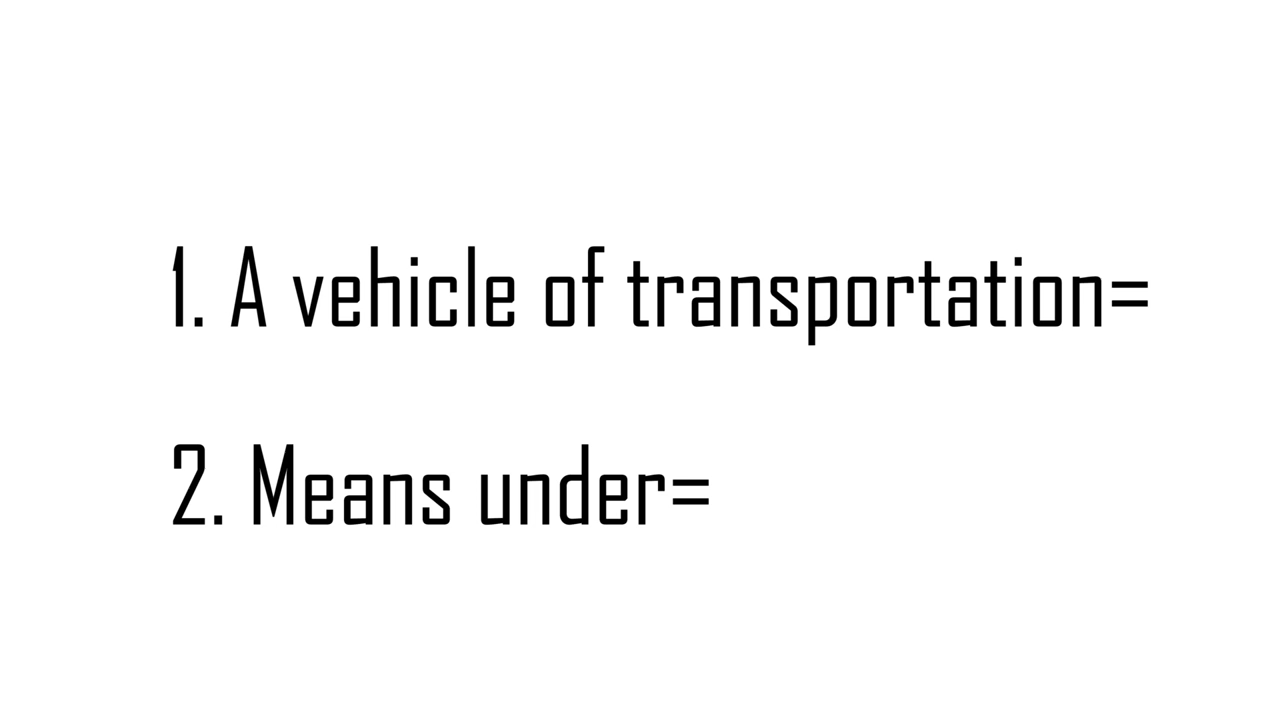 1. A vehicle of transportation=
2. Means under=